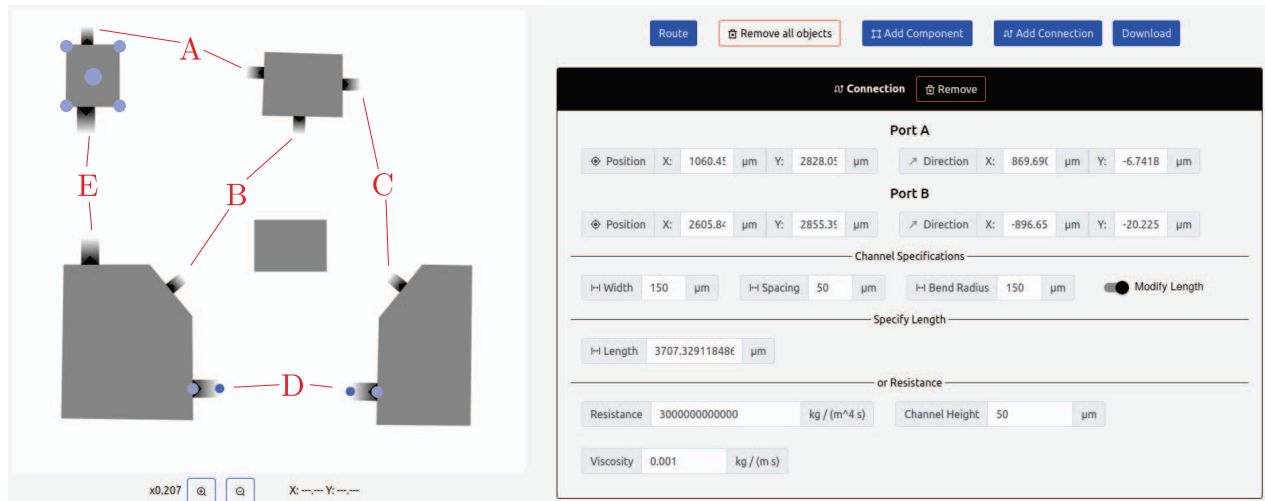 A
B
C
D
E
x0.207 X: ---.--- Y: ---.---
Route Remove all objects Add Component Add Connection Download
Connection Remove
Port A
Position X: 1060.45 μm Y: 2828.05 μm Direction X: 869.690 μm Y: -6.7418 μm
Port B
Position X: 2605.84 μm Y: 2855.39 μm Direction X: -896.65 μm Y: -20.225 μm
Channel Specifications
Width 150 μm Spacing 50 μm Bend Radius 150 μm Modify Length
Specify Length
Length 3707.329118486 μm
or Resistance
Resistance 3000000000000 kg / (m^4 s) Channel Height 50 μm
Viscosity 0.001 kg / (m s)